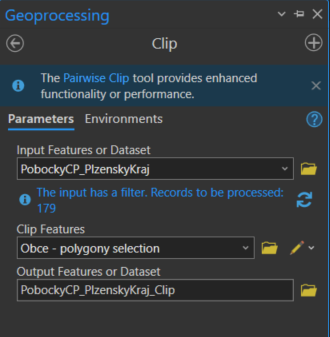 Geoprocessing
Clip
The Pairwise Clip tool provides enhanced
functionality or performance.
Parameters Environments
Input Features or Dataset
PobockyCP_PlzenskyKraj
The input has a filter. Records to be processed:
179
Clip Features
Obce - polygony selection
Output Features or Dataset
PobockyCP_PlzenskyKraj_Clip